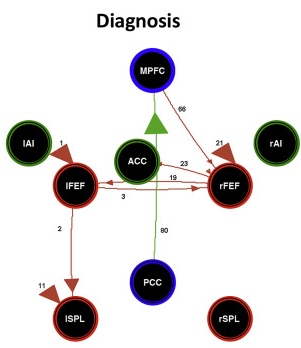 Diagnosis
MPFC
66
lAI
1
ACC
23
21
rAI
19
lFEF
rFEF
3
2
80
11
PCC
lSPL
rSPL